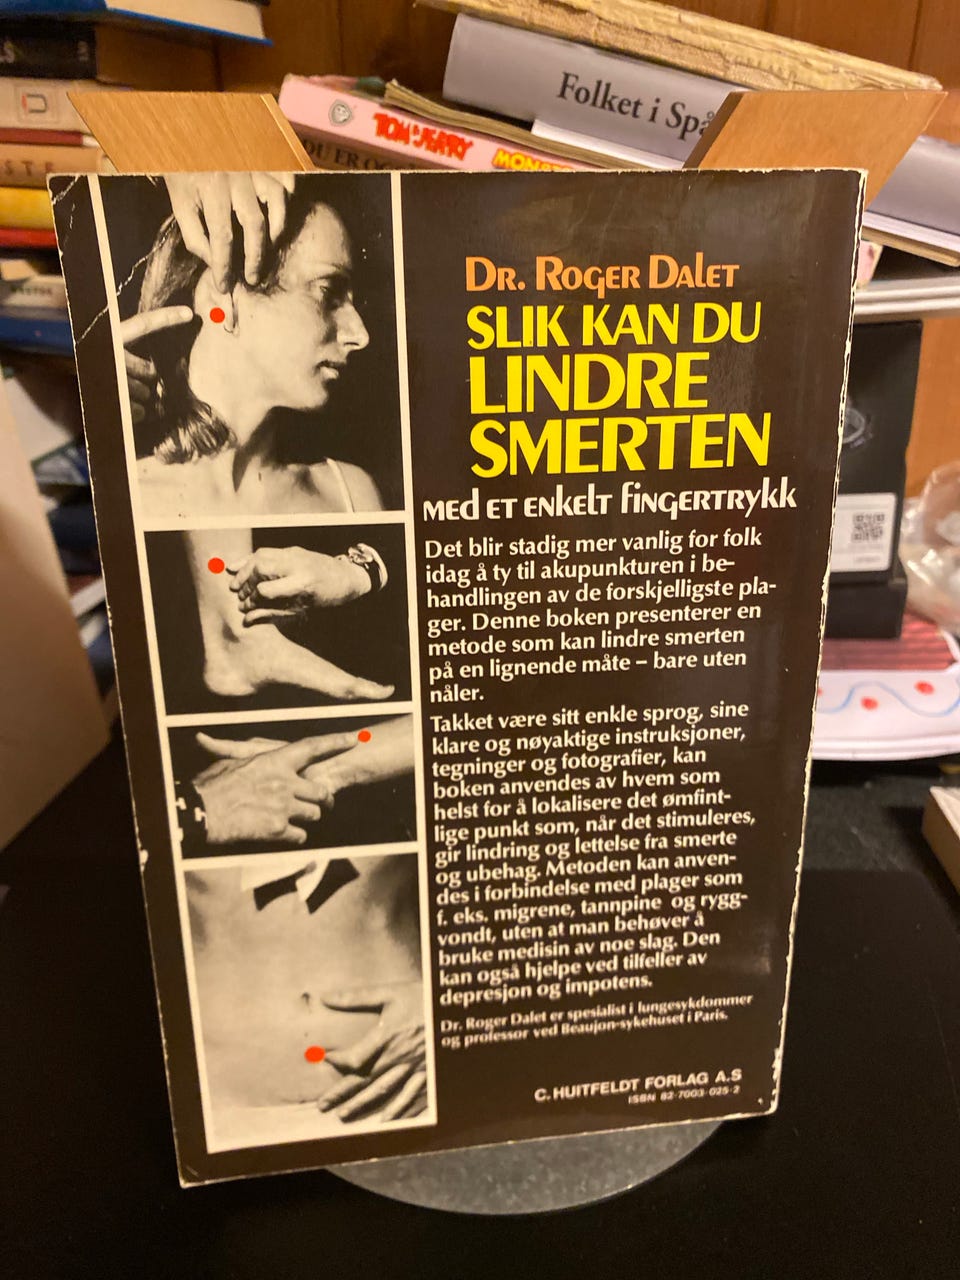 Folket i Spå
TOM & JERRY
DU ER OG
DR. ROGER DALET
SLIK KAN DU
LINDRE
SMERTEN
MED ET ENKELT FINGERTRYKK
Det blir stadig mer vanlig for folk
idag å ty til akupunkturen i be-
handlingen av de forskjelligste pla-
ger. Denne boken presenterer en
metode som kan lindre smerten
på en lignende måte – bare uten
nåler.
Takket være sitt enkle sprog, sine
klare og nøyaktige instruksjoner,
tegninger og fotografier, kan
boken anvendes av hvem som
helst for å lokalisere det ømfint-
lige punkt som, når det stimuleres,
gir lindring og lettelse fra smerte
og ubehag. Metoden kan anven-
des i forbindelse med plager som
f. eks. migrene, tannpine og rygg-
vondt, uten at man behøver å
bruke medisin av noe slag. Den
kan også hjelpe ved tilfeller av
depresjon og impotens.
Dr. Roger Dalet er spesialist i lungesykdommer
og professor ved Beaujon-sykehuset i Paris.
C. HUITFELDT FORLAG A.S
ISBN 82-7003-025-2